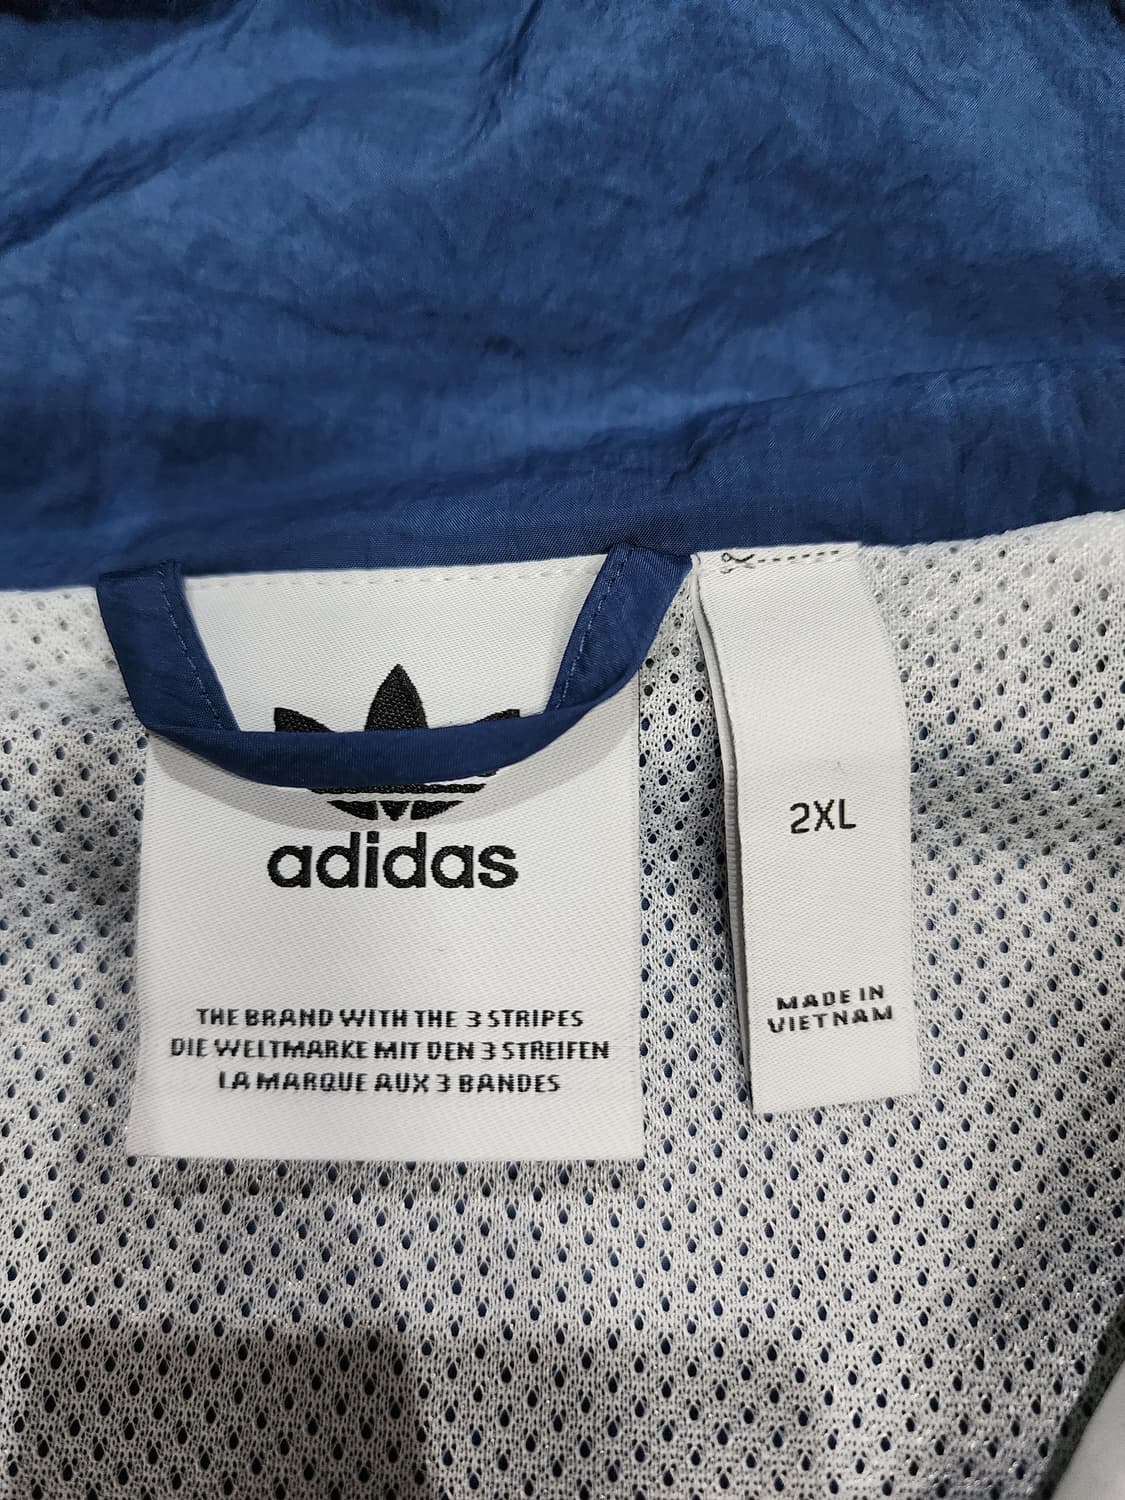 adidas
THE BRAND WITH THE 3 STRIPES
DIE WELTMARKE MIT DEN 3 STREIFEN
LA MARQUE AUX 3 BANDES
2XL
MADE IN
VIETNAM